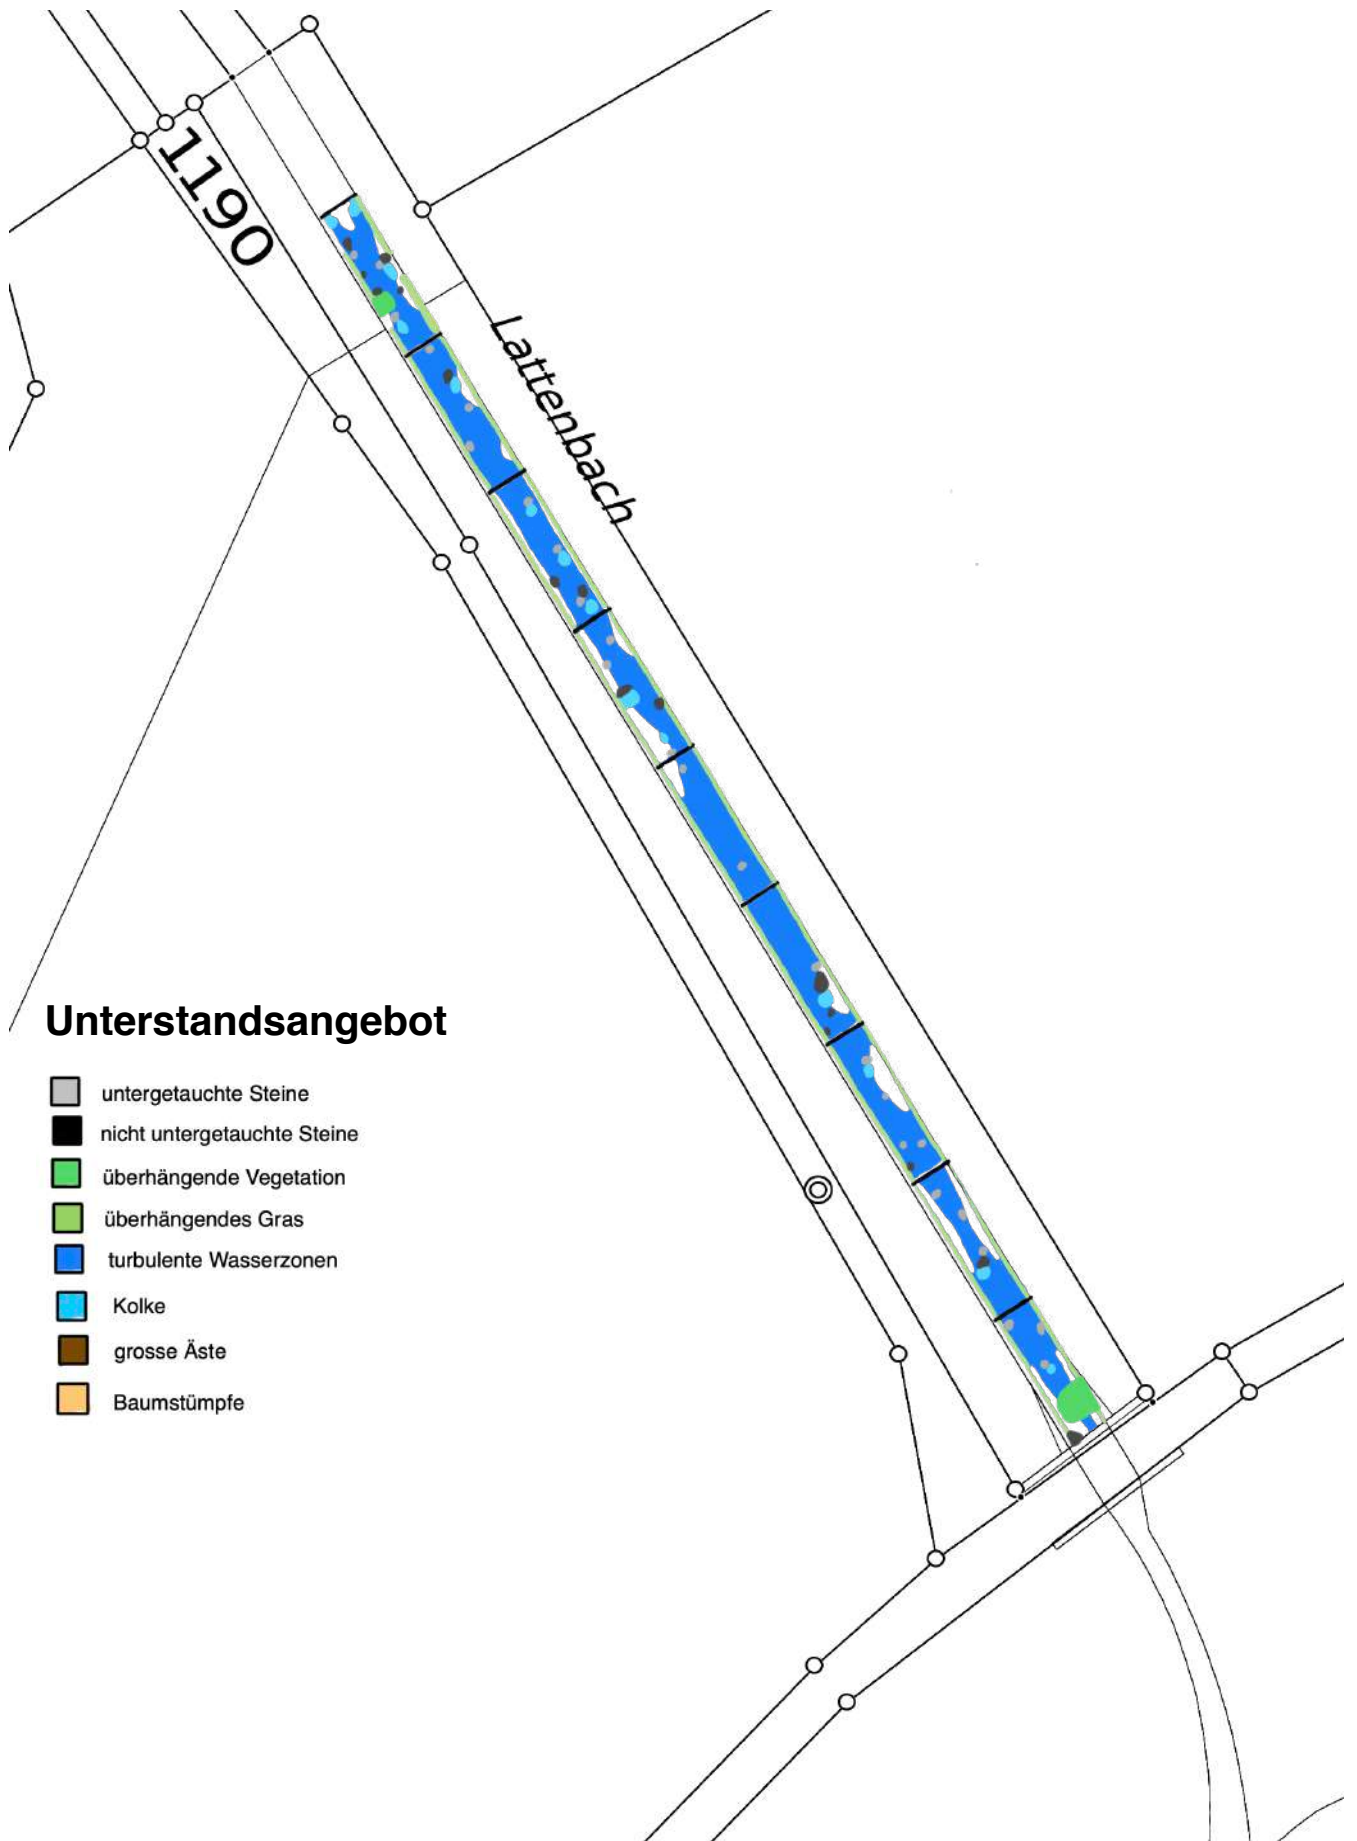 1190
Lattenbach
Unterstandsangebot
untergetauchte Steine
nicht untergetauchte Steine
überhängende Vegetation
überhängendes Gras
turbulente Wasserzonen
Kolke
grosse Äste
Baumstümpfe